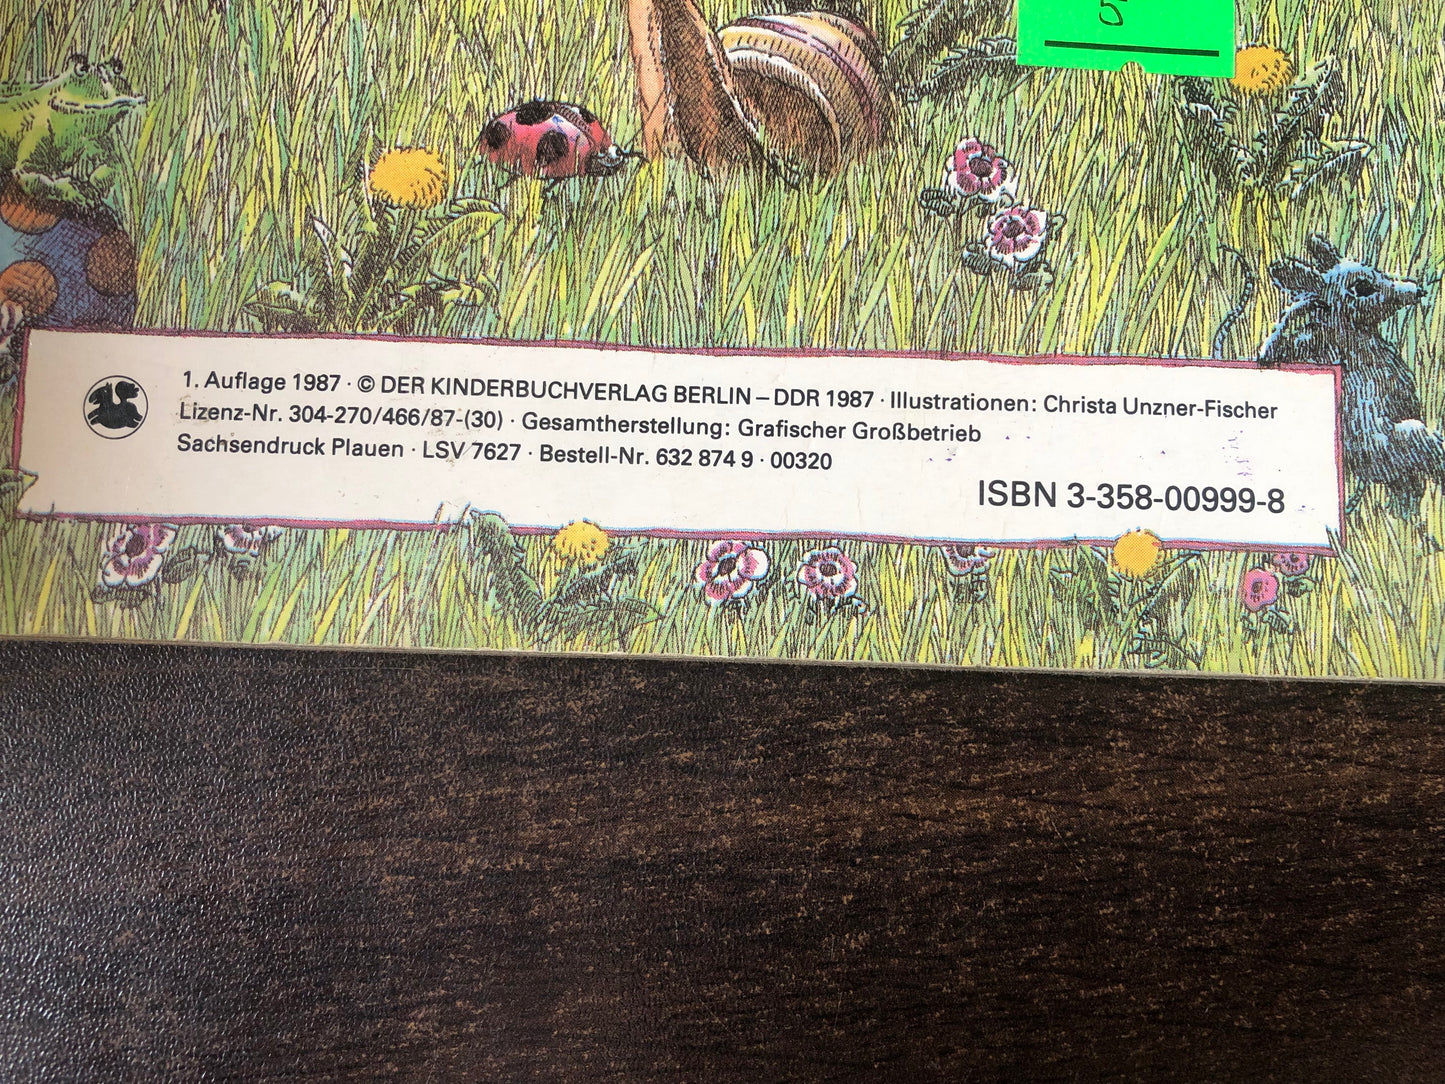 5
1. Auflage 1987 · © DER KINDERBUCHVERLAG BERLIN – DDR 1987 · Illustrationen: Christa Unzner-Fischer
Lizenz-Nr. 304-270/466/87-(30) · Gesamtherstellung: Grafischer Großbetrieb
Sachsendruck Plauen · LSV 7627 · Bestell-Nr. 632 874 9 · 00320
ISBN 3-358-00999-8